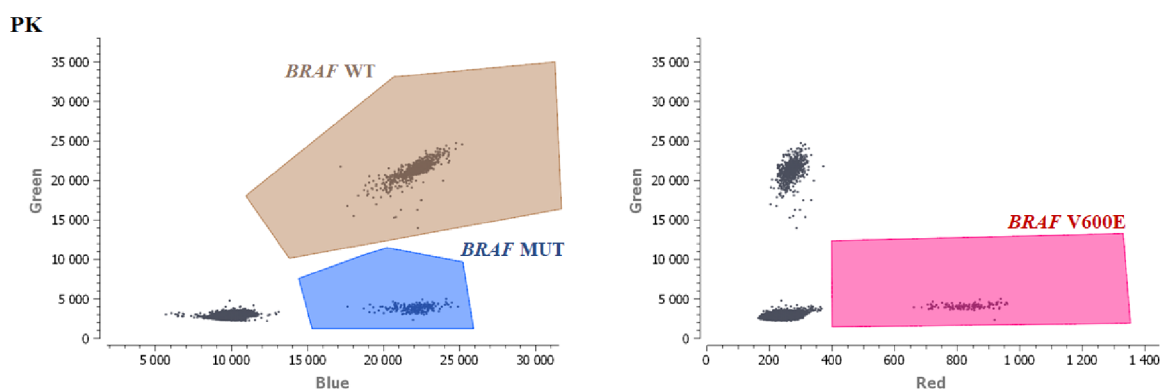 PK
35 000
30 000
25 000
20 000
15 000
10 000
5 000
0
Green
5 000 10 000 15 000 20 000 25 000 30 000
Blue
BRAF WT
BRAF MUT
35 000
30 000
25 000
20 000
15 000
10 000
5 000
0
Green
0 200 400 600 800 1 000 1 200 1 400
Red
BRAF V600E